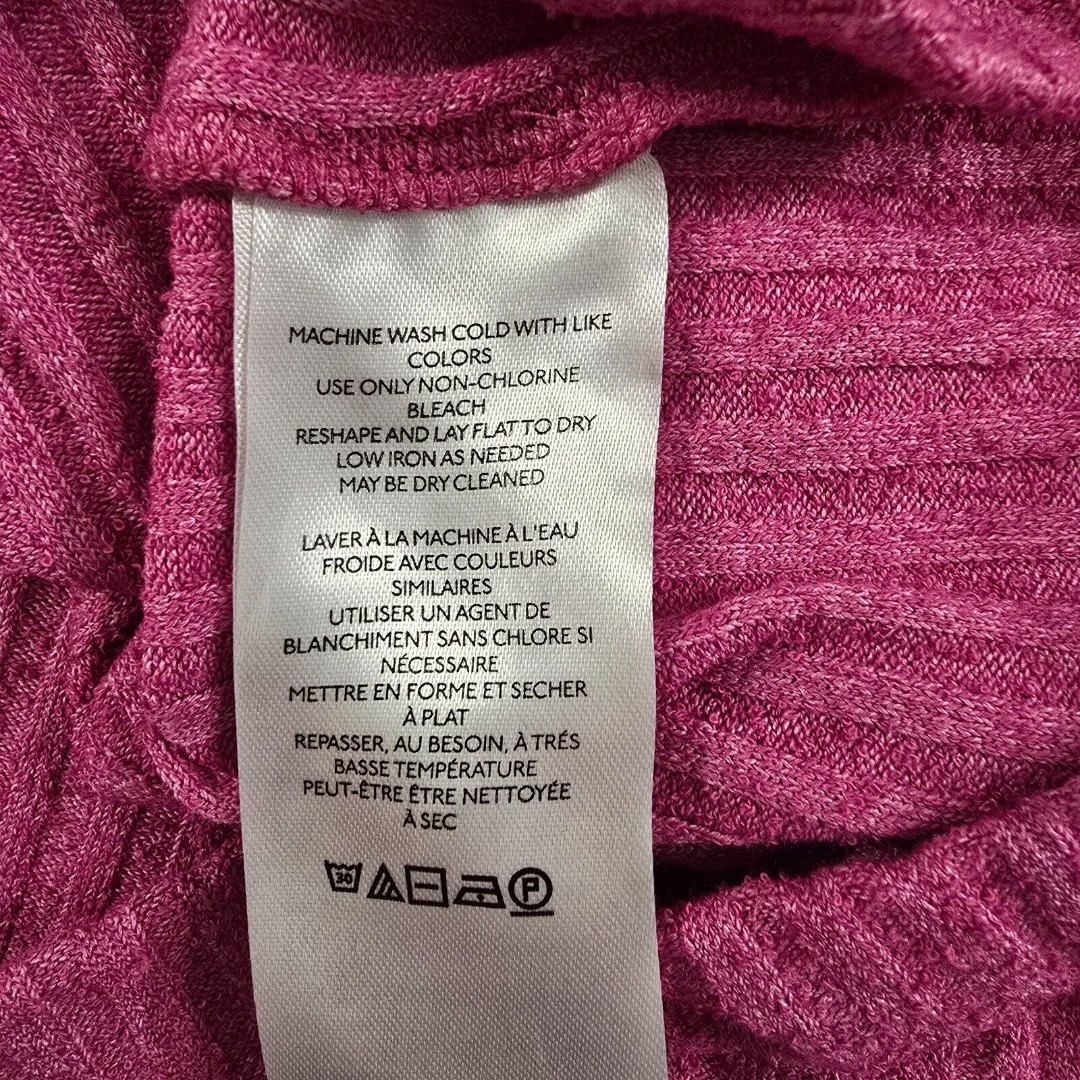 MACHINE WASH COLD WITH LIKE
COLORS
USE ONLY NON-CHLORINE
BLEACH
RESHAPE AND LAY FLAT TO DRY
LOW IRON AS NEEDED
MAY BE DRY CLEANED
LAVER À LA MACHINE À L'EAU
FROIDE AVEC COULEURS
SIMILAIRES
UTILISER UN AGENT DE
BLANCHIMENT SANS CHLORE SI
NÉCESSAIRE
METTRE EN FORME ET SECHER
À PLAT
REPASSER, AU BESOIN, À TRÉS
BASSE TEMPÉRATURE
PEUT-ÊTRE ÊTRE NETTOYÉE
À SEC
30 P